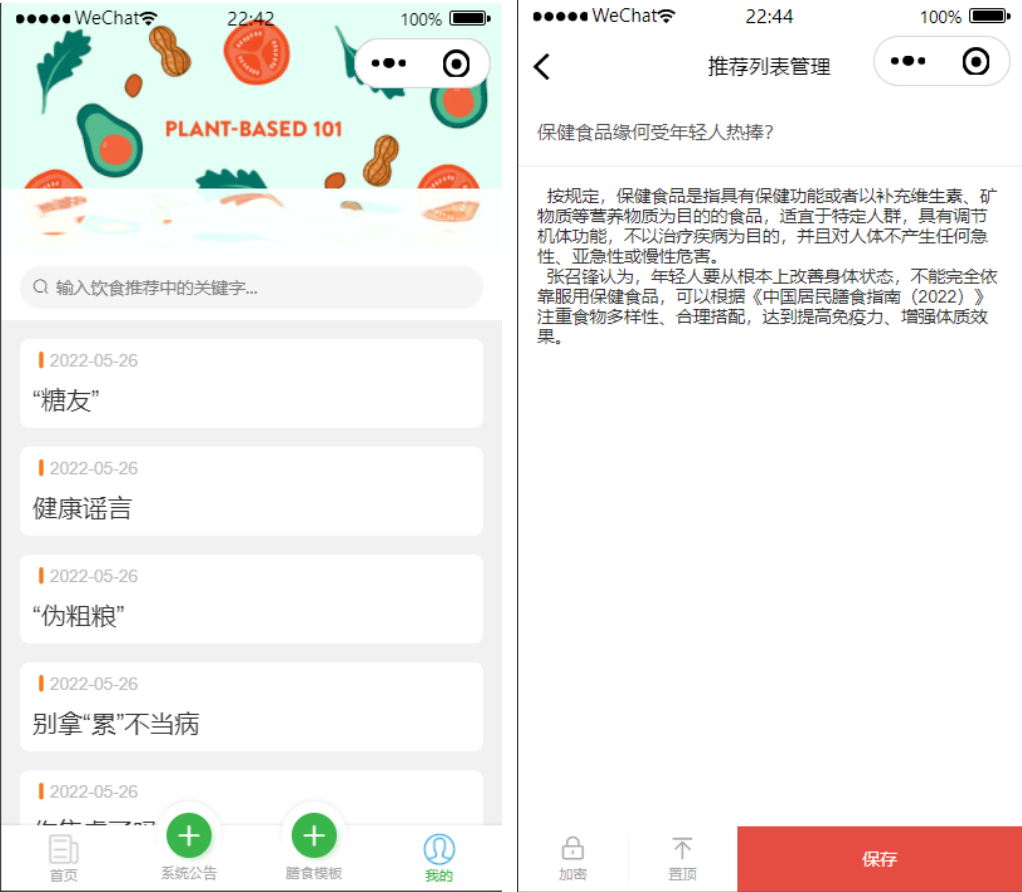 WeChat
22:42
100%
PLANT-BASED 101
输入饮食推荐中的关键字...
2022-05-26
“糖友”
2022-05-26
健康谣言
2022-05-26
“伪粗粮”
2022-05-26
别拿“累”不当病
2022-05-26
首页
系统公告
膳食模板
我的
WeChat
22:44
100%
推荐列表管理
保健食品缘何受年轻人热捧?
按规定，保健食品是指具有保健功能或者以补充维生素、矿
物质等营养物质为目的的食品，适宜于特定人群，具有调节
机体功能，不以治疗疾病为目的，并且对人体不产生任何急
性、亚急性或慢性危害。
张召锋认为，年轻人要从根本上改善身体状态，不能完全依
靠服用保健食品，可以根据《中国居民膳食指南（2022）》
注重食物多样性、合理搭配，达到提高免疫力、增强体质效
果。
加密
置顶
保存